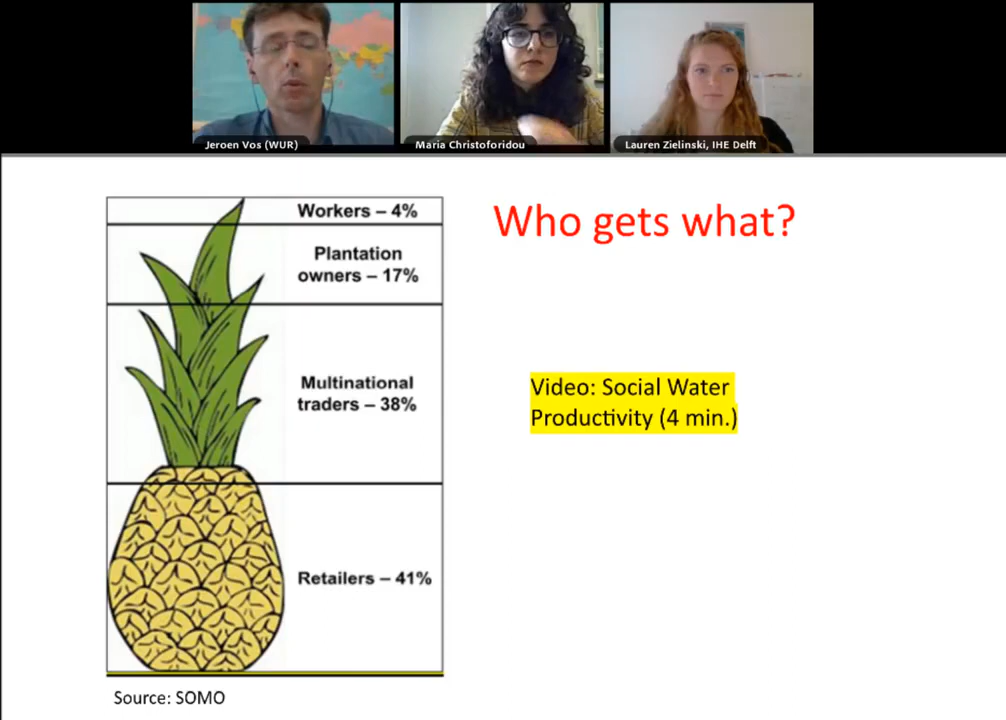 Jeroen Vos (WUR)
Maria Christoforidou
Lauren Zielinski, IHE Delft
Workers – 4%
Plantation
owners – 17%
Multinational
traders – 38%
Retailers – 41%
Source: SOMO
Who gets what?
Video: Social Water
Productivity (4 min.)